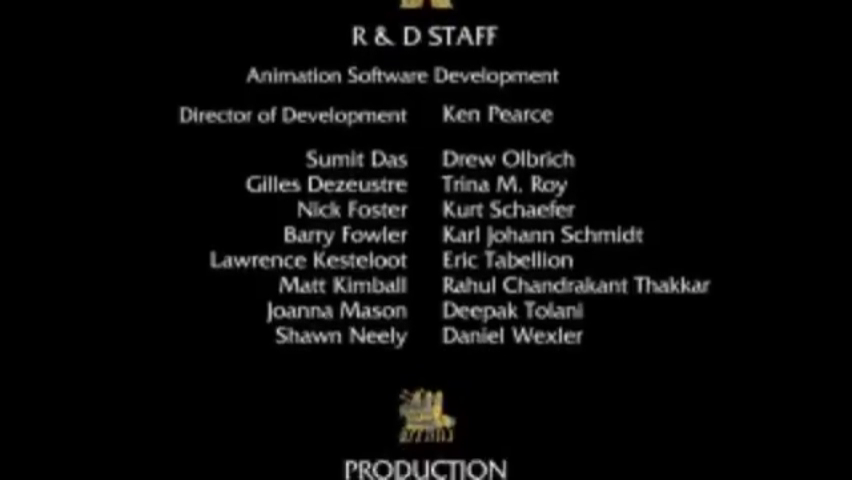 R & D STAFF
Animation Software Development
Director of Development Ken Pearce
Sumit Das Drew Olbrich
Gilles Dezeustre Trina M. Roy
Nick Foster Kurt Schaefer
Barry Fowler Karl Johann Schmidt
Lawrence Kesteloot Eric Tabellion
Matt Kimball Rahul Chandrakant Thakkar
Joanna Mason Deepak Tolani
Shawn Neely Daniel Wexler
PRODUCTION